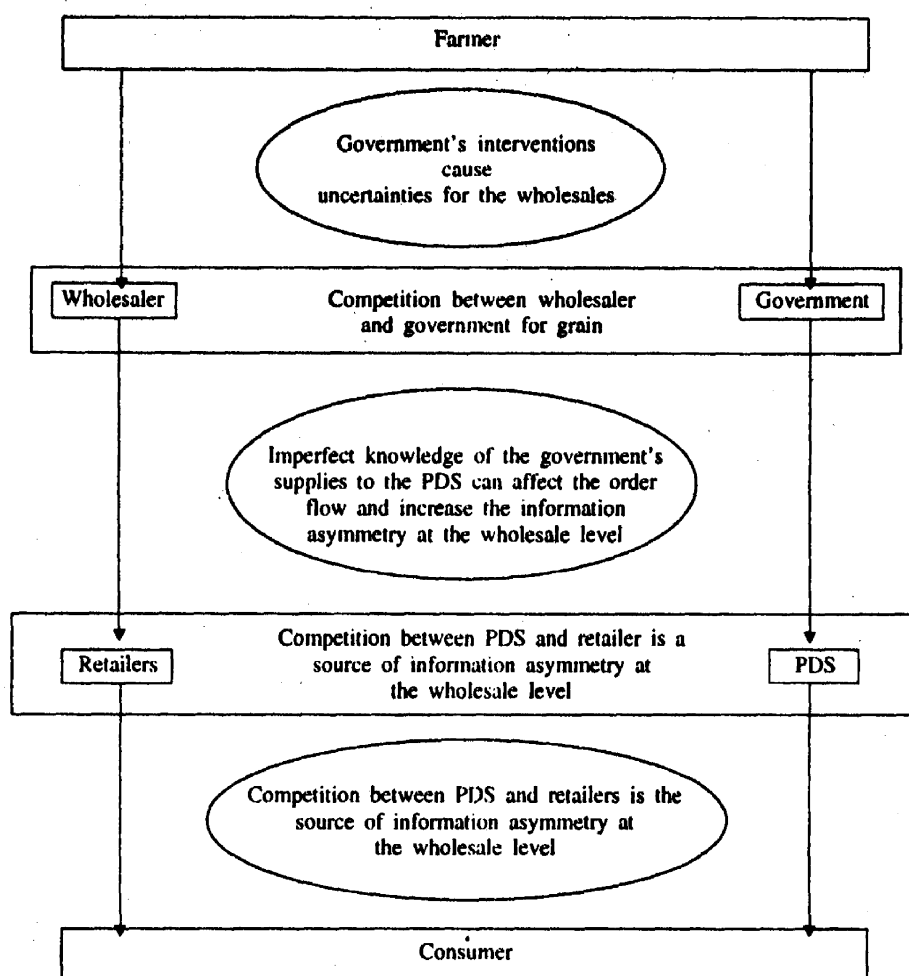 Farmer
Government's interventions
cause
uncertainties for the wholesales
Wholesaler
Competition between wholesaler
and government for grain
Government
Imperfect knowledge of the government's
supplies to the PDS can affect the order
flow and increase the information
asymmetry at the wholesale level
Retailers
Competition between PDS and retailer is a
source of information asymmetry at
the wholesale level
PDS
Competition between PDS and retailers is the
source of information asymmetry at
the wholesale level
Consumer